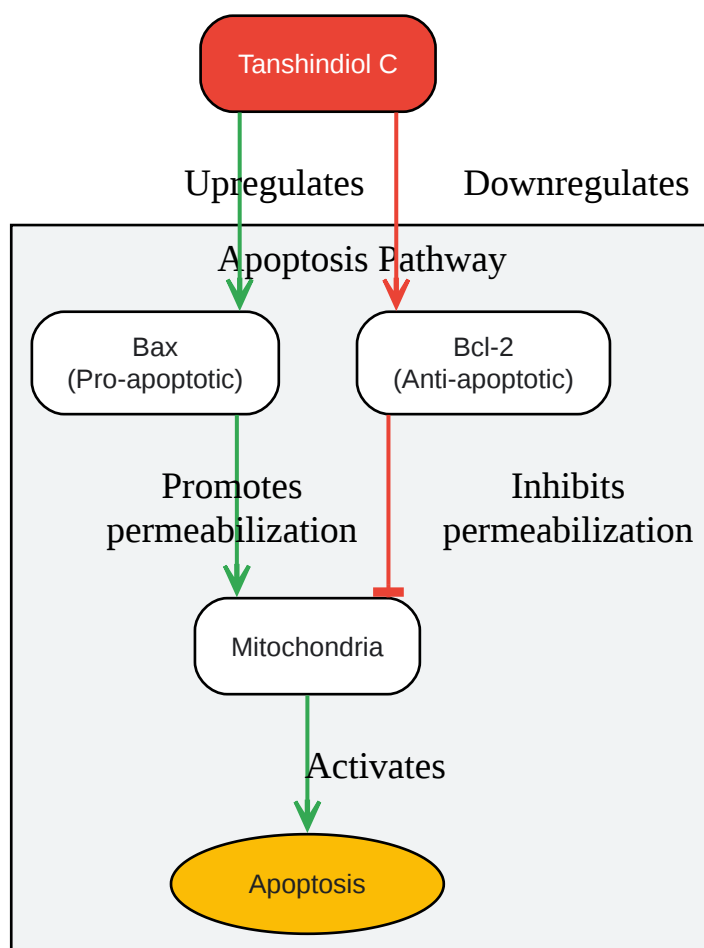 Tanshindiol C
Upregulates
Downregulates
Apoptosis Pathway
Bax
(Pro-apoptotic)
Bcl-2
(Anti-apoptotic)
Promotes
permeabilization
Inhibits
permeabilization
Mitochondria
Activates
Apoptosis